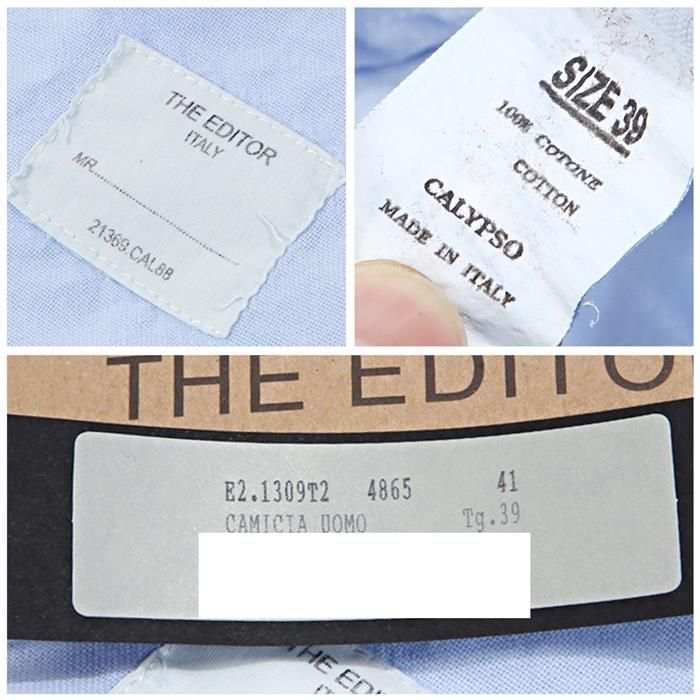 THE EDITOR
ITALY
MR.................................
21369.CAL88
SIZE 39
100% COTONE
COTTON
CALYPSO
MADE IN ITALY
THE EDITO
E2.1309T2 4865 41
CAMICIA UOMO Tg.39
THE EDI